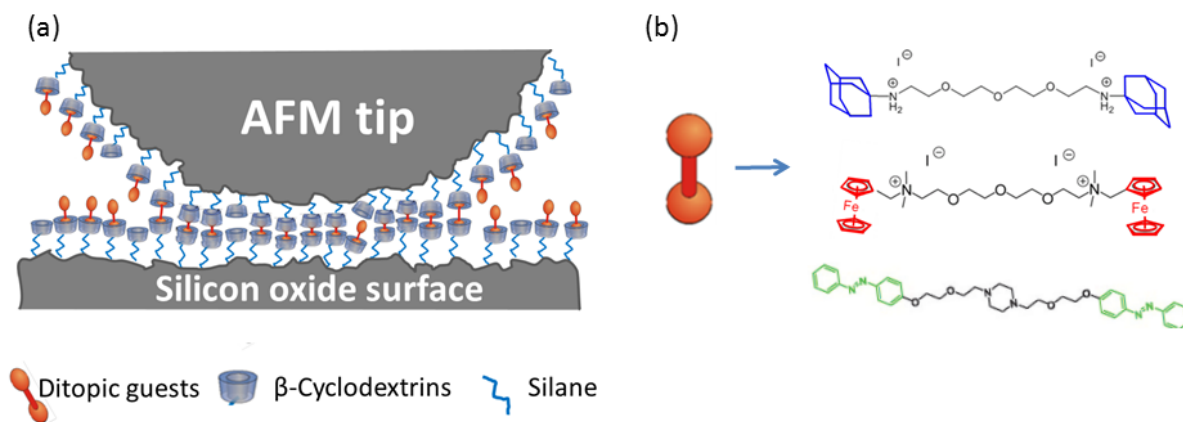 (a)
(b)
AFM tip
Silicon oxide surface
Ditopic guests
β-Cyclodextrins
Silane
I ⊖
I ⊖
⊕
N
H₂
O
O
O
⊕
N
H₂
I ⊖
I ⊖
Fe
⊕
N
O
O
O
⊕
N
Fe
N
N
O
O
N
N
O
O
N
N